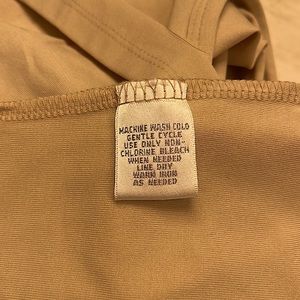 MACHINE WASH COLD
GENTLE CYCLE
USE ONLY NON-
CHLORINE BLEACH
WHEN NEEDED
LINE DRY
WARM IRON
AS NEEDED